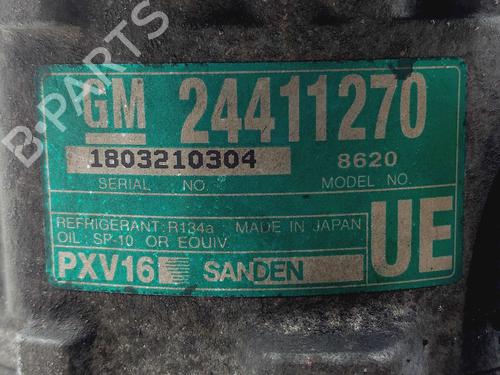 B-PARTS
GM 24411270
1803210304 8620
SERIAL NO. MODEL NO.
REFRIGERANT: R134a MADE IN JAPAN
OIL: SP-10 OR EQUIV.
UE
PXV16 SANDEN